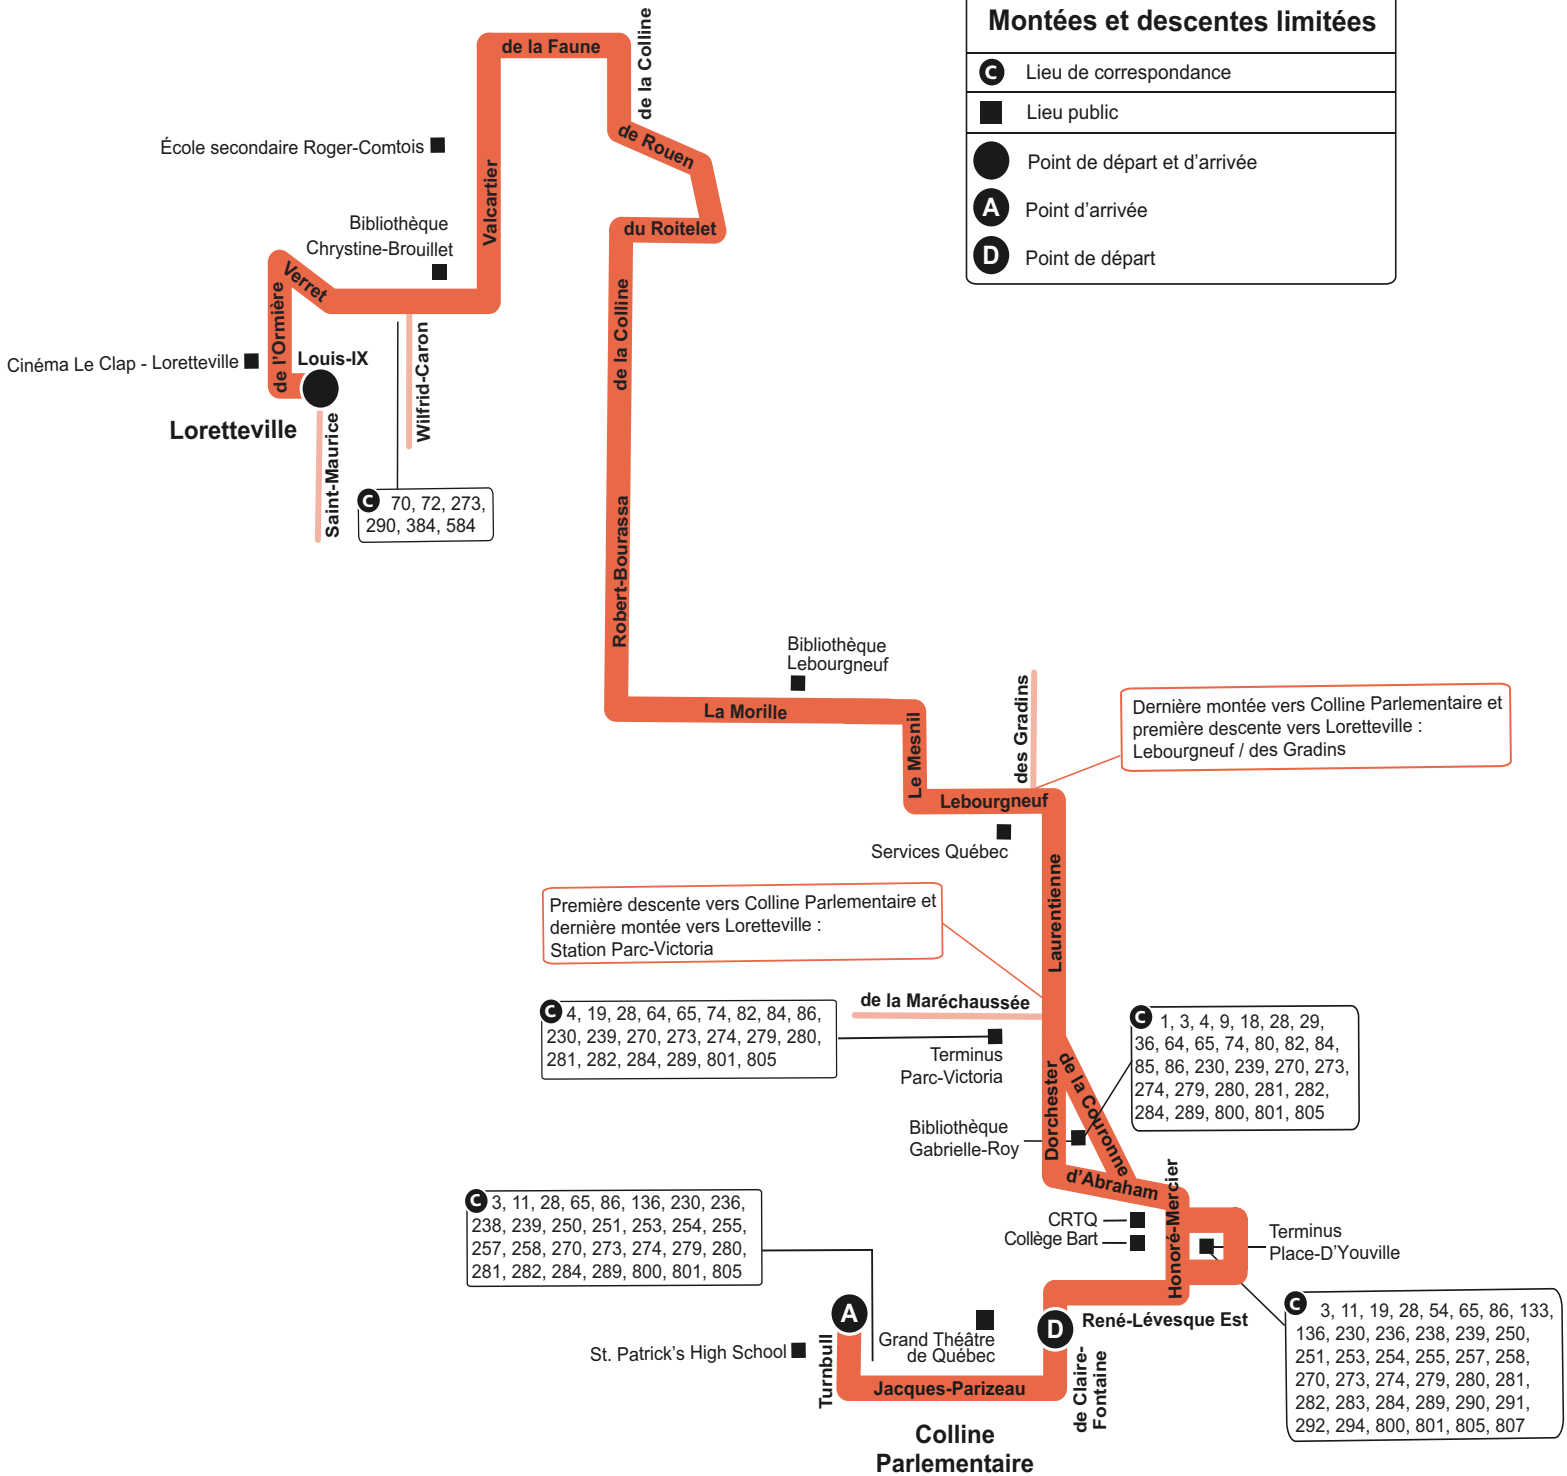 Montées et descentes limitées
Lieu de correspondance
Lieu public
Point de départ et d'arrivée
A Point d'arrivée
D Point de départ
de la Faune
de la Colline
de Rouen
du Roitelet
École secondaire Roger-Comtois
Valcartier
Bibliothèque
Chrystine-Brouillet
Verret
de l'Ormière
Cinéma Le Clap - Loretteville
Louis-IX
Loretteville
Saint-Maurice
Wilfrid-Caron
C 70, 72, 273,
290, 384, 584
de la Colline
Robert-Bourassa
Bibliothèque
Lebourgneuf
La Morille
Le Mesnil
des Gradins
Lebourgneuf
Dernière montée vers Colline Parlementaire et
première descente vers Loretteville :
Lebourgneuf / des Gradins
Services Québec
Laurentienne
Première descente vers Colline Parlementaire et
dernière montée vers Loretteville :
Station Parc-Victoria
de la Maréchaussée
C 4, 19, 28, 64, 65, 74, 82, 84, 86,
230, 239, 270, 273, 274, 279, 280,
281, 282, 284, 289, 801, 805
Terminus
Parc-Victoria
C 1, 3, 4, 9, 18, 28, 29,
36, 64, 65, 74, 80, 82, 84,
85, 86, 230, 239, 270, 273,
274, 279, 280, 281, 282,
284, 289, 800, 801, 805
Dorchester
de la Couronne
Bibliothèque
Gabrielle-Roy
d'Abraham
Honoré-Mercier
CRTQ
Collège Bart
Terminus
Place-D'Youville
C 3, 11, 28, 65, 86, 136, 230, 236,
238, 239, 250, 251, 253, 254, 255,
257, 258, 270, 273, 274, 279, 280,
281, 282, 284, 289, 800, 801, 805
C 3, 11, 19, 28, 54, 65, 86, 133,
136, 230, 236, 238, 239, 250,
251, 253, 254, 255, 257, 258,
270, 273, 274, 279, 280, 281,
282, 283, 284, 289, 290, 291,
292, 294, 800, 801, 805, 807
René-Lévesque Est
A
D
Grand Théâtre
de Québec
St. Patrick's High School
Turnbull
Jacques-Parizeau
de Claire-
Fontaine
Colline
Parlementaire